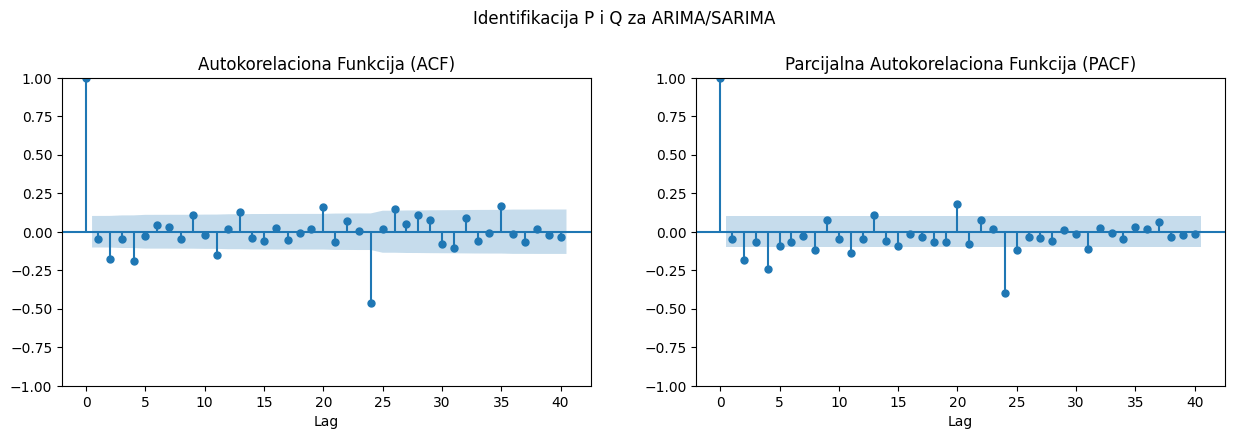 Identifikacija P i Q za ARIMA/SARIMA
Autokorelaciona Funkcija (ACF)
1.00
0.75
0.50
0.25
0.00
−0.25
−0.50
−0.75
−1.00
0 5 10 15 20 25 30 35 40
Lag
Parcijalna Autokorelaciona Funkcija (PACF)
1.00
0.75
0.50
0.25
0.00
−0.25
−0.50
−0.75
−1.00
0 5 10 15 20 25 30 35 40
Lag